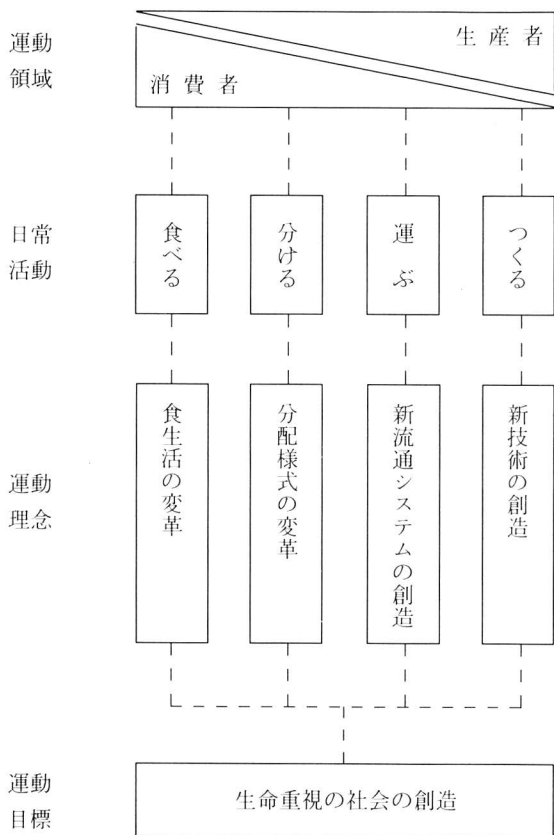 運動
領域
生産者
消費者
日常
活動
食べる
分ける
運ぶ
つくる
運動
理念
食生活の変革
分配様式の変革
新流通システムの創造
新技術の創造
運動
目標
生命重視の社会の創造